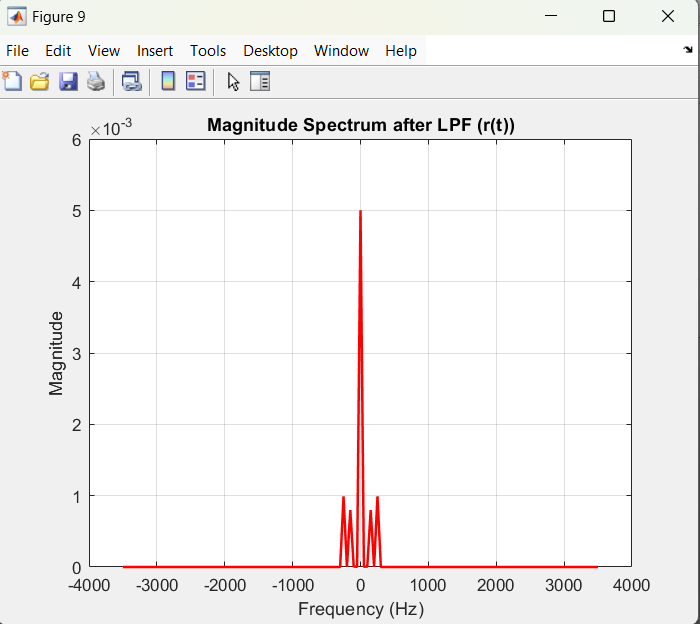 Figure 9
File Edit View Insert Tools Desktop Window Help
×10-3
Magnitude Spectrum after LPF (r(t))
6
5
4
3
2
1
0
Magnitude
-4000 -3000 -2000 -1000 0 1000 2000 3000 4000
Frequency (Hz)